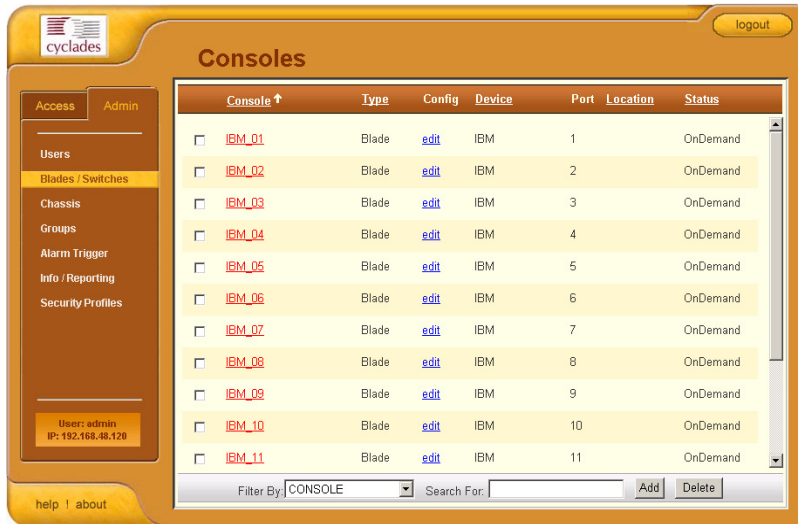 cyclades
logout
Consoles
Access Admin
Users
Blades / Switches
Chassis
Groups
Alarm Trigger
Info / Reporting
Security Profiles
User: admin
IP: 192.168.48.120
help ! about
Console Type Config Device Port Location Status
IBM_01 Blade edit IBM 1 OnDemand
IBM_02 Blade edit IBM 2 OnDemand
IBM_03 Blade edit IBM 3 OnDemand
IBM_04 Blade edit IBM 4 OnDemand
IBM_05 Blade edit IBM 5 OnDemand
IBM_06 Blade edit IBM 6 OnDemand
IBM_07 Blade edit IBM 7 OnDemand
IBM_08 Blade edit IBM 8 OnDemand
IBM_09 Blade edit IBM 9 OnDemand
IBM_10 Blade edit IBM 10 OnDemand
IBM_11 Blade edit IBM 11 OnDemand
Filter By: CONSOLE Search For: Add Delete